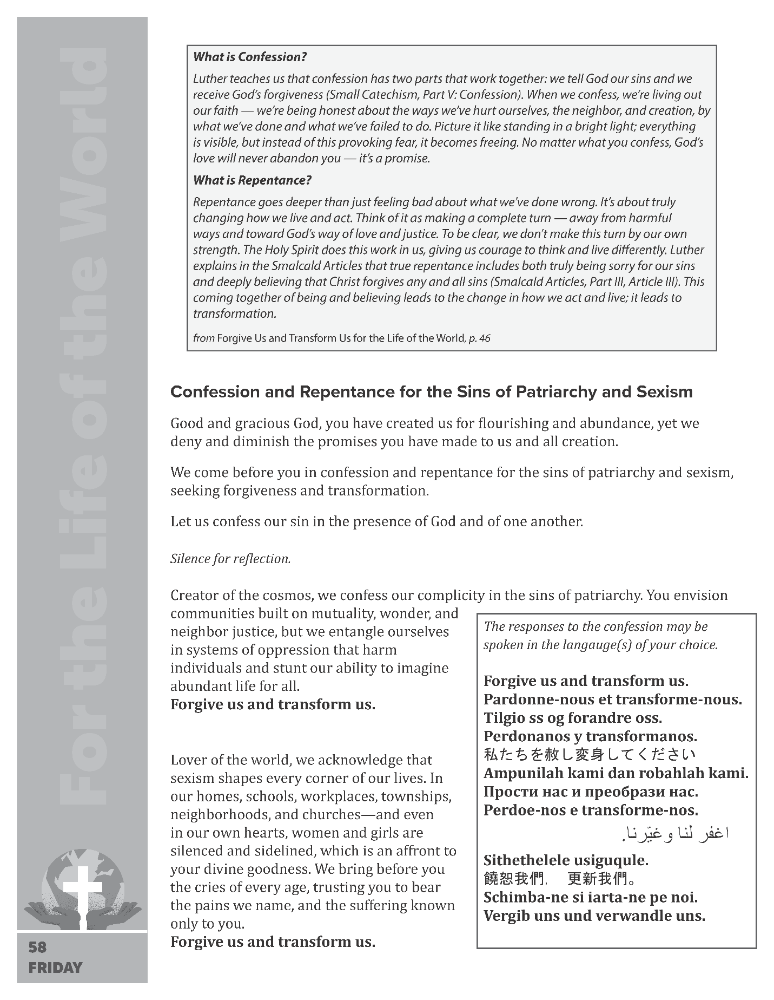 For the Life of the World
What is Confession?
Luther teaches us that confession has two parts that work together: we tell God our sins and we
receive God’s forgiveness (Small Catechism, Part V: Confession). When we confess, we’re living out
our faith — we’re being honest about the ways we’ve hurt ourselves, the neighbor, and creation, by
what we’ve done and what we’ve failed to do. Picture it like standing in a bright light; everything
is visible, but instead of this provoking fear, it becomes freeing. No matter what you confess, God’s
love will never abandon you — it’s a promise.
What is Repentance?
Repentance goes deeper than just feeling bad about what we’ve done wrong. It’s about truly
changing how we live and act. Think of it as making a complete turn — away from harmful
ways and toward God’s way of love and justice. To be clear, we don’t make this turn by our own
strength. The Holy Spirit does this work in us, giving us courage to think and live differently. Luther
explains in the Smalcald Articles that true repentance includes both truly being sorry for our sins
and deeply believing that Christ forgives any and all sins (Smalcald Articles, Part III, Article III). This
coming together of being and believing leads to the change in how we act and live; it leads to
transformation.
from Forgive Us and Transform Us for the Life of the World, p. 46
Confession and Repentance for the Sins of Patriarchy and Sexism
Good and gracious God, you have created us for flourishing and abundance, yet we
deny and diminish the promises you have made to us and all creation.
We come before you in confession and repentance for the sins of patriarchy and sexism,
seeking forgiveness and transformation.
Let us confess our sin in the presence of God and of one another.
Silence for reflection.
Creator of the cosmos, we confess our complicity in the sins of patriarchy. You envision
communities built on mutuality, wonder, and
neighbor justice, but we entangle ourselves
in systems of oppression that harm
individuals and stunt our ability to imagine
abundant life for all.
Forgive us and transform us.
Lover of the world, we acknowledge that
sexism shapes every corner of our lives. In
our homes, schools, workplaces, townships,
neighborhoods, and churches—and even
in our own hearts, women and girls are
silenced and sidelined, which is an affront to
your divine goodness. We bring before you
the cries of every age, trusting you to bear
the pains we name, and the suffering known
only to you.
Forgive us and transform us.
The responses to the confession may be
spoken in the langauge(s) of your choice.
Forgive us and transform us.
Pardonne-nous et transforme-nous.
Tilgio ss og forandre oss.
Perdonanos y transformanos.
私たちを赦し変身してください
Ampunilah kami dan robahlah kami.
Прости нас и преобрази нас.
Perdoe-nos e transforme-nos.
اغفر لنا وغيّرنا.
Sithethelele usiguqule.
饒恕我們, 更新我們。
Schimba-ne si iarta-ne pe noi.
Vergib uns und verwandle uns.
58
FRIDAY